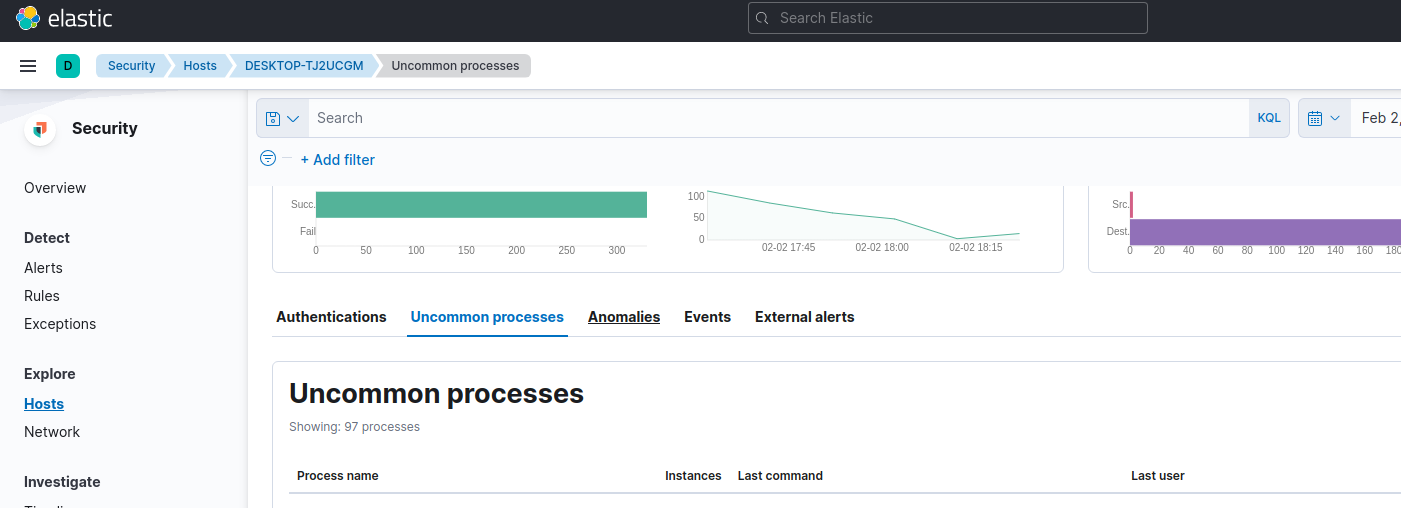 elastic
Search Elastic
D
Security
Hosts
DESKTOP-TJ2UCGM
Uncommon processes
Security
Search
KQL
Feb 2,
+ Add filter
Overview
Detect
Alerts
Rules
Exceptions
Explore
Hosts
Network
Investigate
Succ.
Fail
0 50 100 150 200 250 300
100
50
0
02-02 17:45 02-02 18:00 02-02 18:15
Src.
Dest.
0 20 40 60 80 100 120 140 160 180
Authentications Uncommon processes Anomalies Events External alerts
Uncommon processes
Showing: 97 processes
Process name Instances Last command Last user